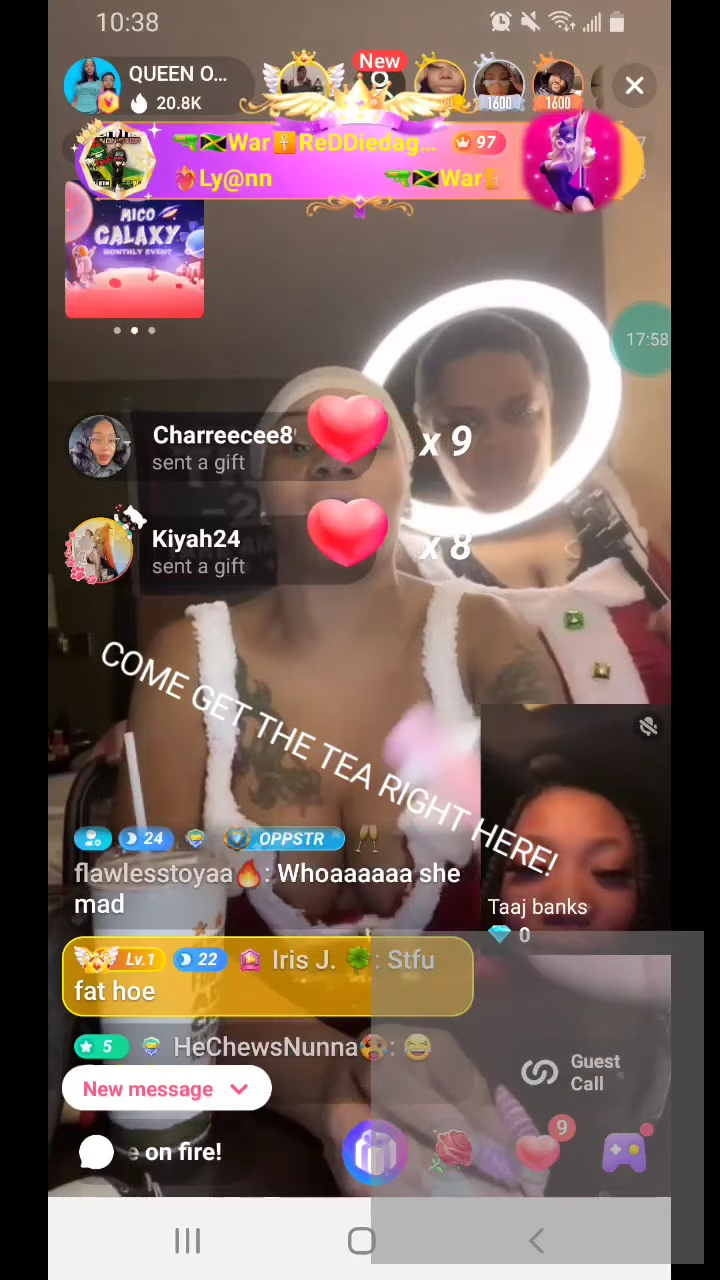 10:38
QUEEN O...
20.8K
New
1600
1600
War ReDDiedag... 97
Ly@nn War
MICO
GALAXY
MONTHLY EVENT
17:58
Charreecee8
sent a gift
x 9
Kiyah24
sent a gift
x 8
COME GET THE TEA RIGHT HERE!
24 OPPSTR
flawlesstoyaa🔥: Whoaaaaaa she
mad
Taaj banks
0
Lv.1 22 Iris J. 🍀: Stfu
fat hoe
5 HeChewsNunna🥵: 😂
Guest
Call
New message
e on fire!
9